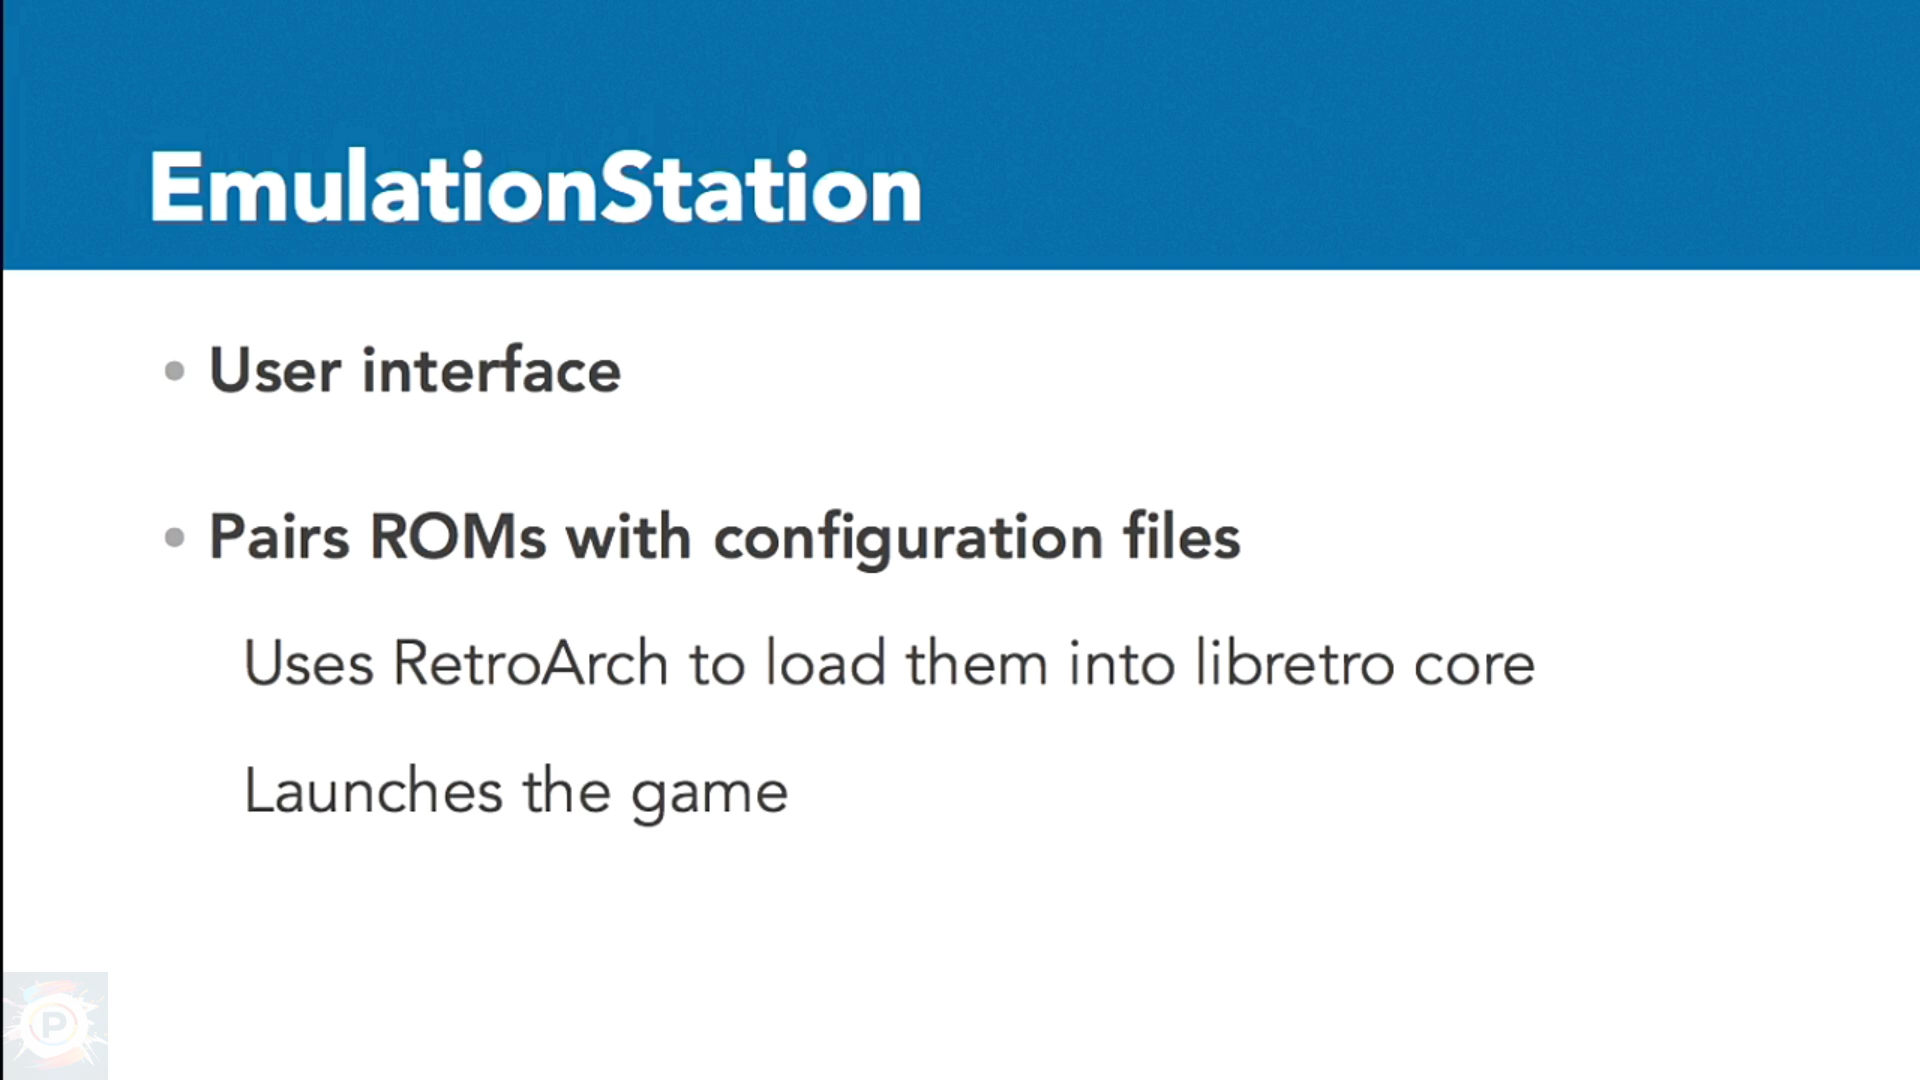 EmulationStation
• User interface
• Pairs ROMs with configuration files
Uses RetroArch to load them into libretro core
Launches the game
P